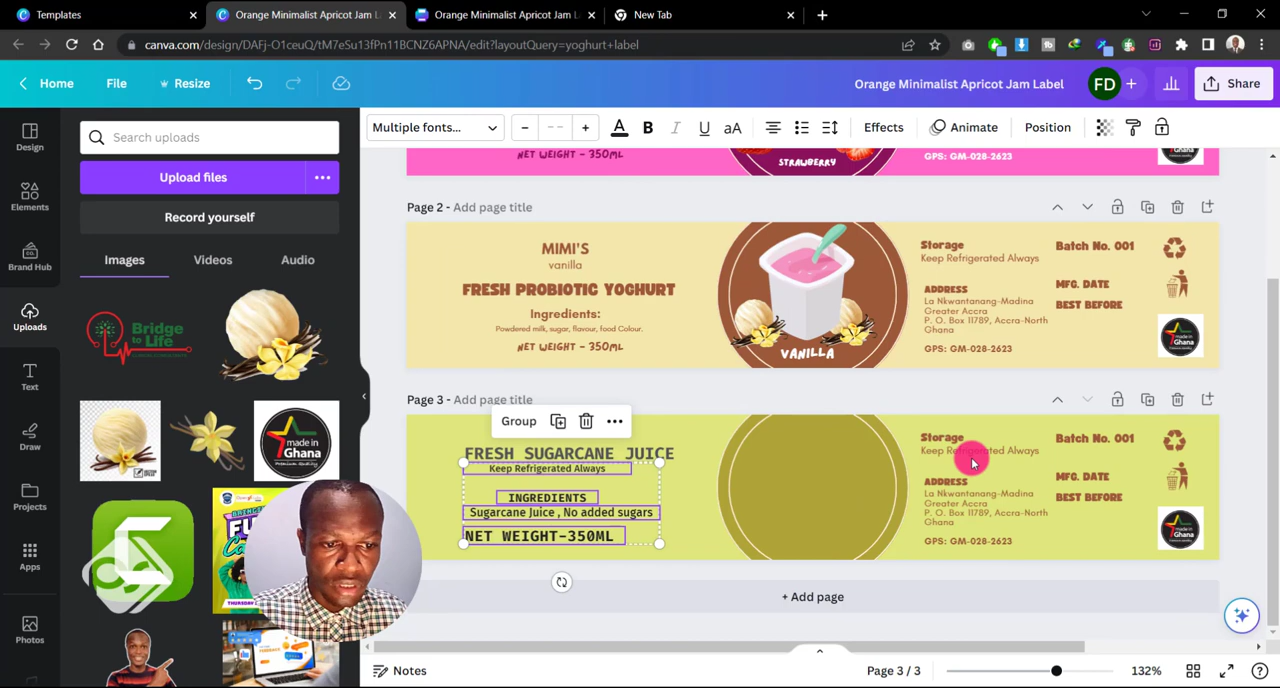 Templates
Orange Minimalist Apricot Jam Lab
Orange Minimalist Apricot Jam L
New Tab
canva.com/design/DAFj-O1ceuQ/tM7eSu13fPn11BCNZ6APNA/edit?layoutQuery=yoghurt+label
Home
File
Resize
Orange Minimalist Apricot Jam Label
FD
Share
Multiple fonts...
B
I
U
aA
Effects
Animate
Position
Design
Elements
Brand Hub
Uploads
Text
Draw
Projects
Apps
Photos
Search uploads
Upload files
Record yourself
Images
Videos
Audio
Bridge
to Life
made in
Ghana
NET WEIGHT - 350ML
STRAWBERRY
GPS: GM-028-2623
Page 2 - Add page title
MIMI'S
vanilla
FRESH PROBIOTIC YOGHURT
Ingredients:
Powdered milk, sugar, flavour, food Colour.
NET WEIGHT - 350ML
VANILLA
Storage
Keep Refrigerated Always
ADDRESS
La Nkwantanang-Madina
Greater Accra
P. O. Box 11789, Accra-North
Ghana
GPS: GM-028-2623
Batch No. 001
MFG. DATE
BEST BEFORE
made in
Ghana
Page 3 - Add page title
Group
FRESH SUGARCANE JUICE
Keep Refrigerated Always
INGREDIENTS
Sugarcane Juice , No added sugars
NET WEIGHT-350ML
Storage
Keep Refrigerated Always
ADDRESS
La Nkwantanang-Madina
Greater Accra
P. O. Box 11789, Accra-North
Ghana
GPS: GM-028-2623
Batch No. 001
MFG. DATE
BEST BEFORE
made in
Ghana
+ Add page
Notes
Page 3 / 3
132%